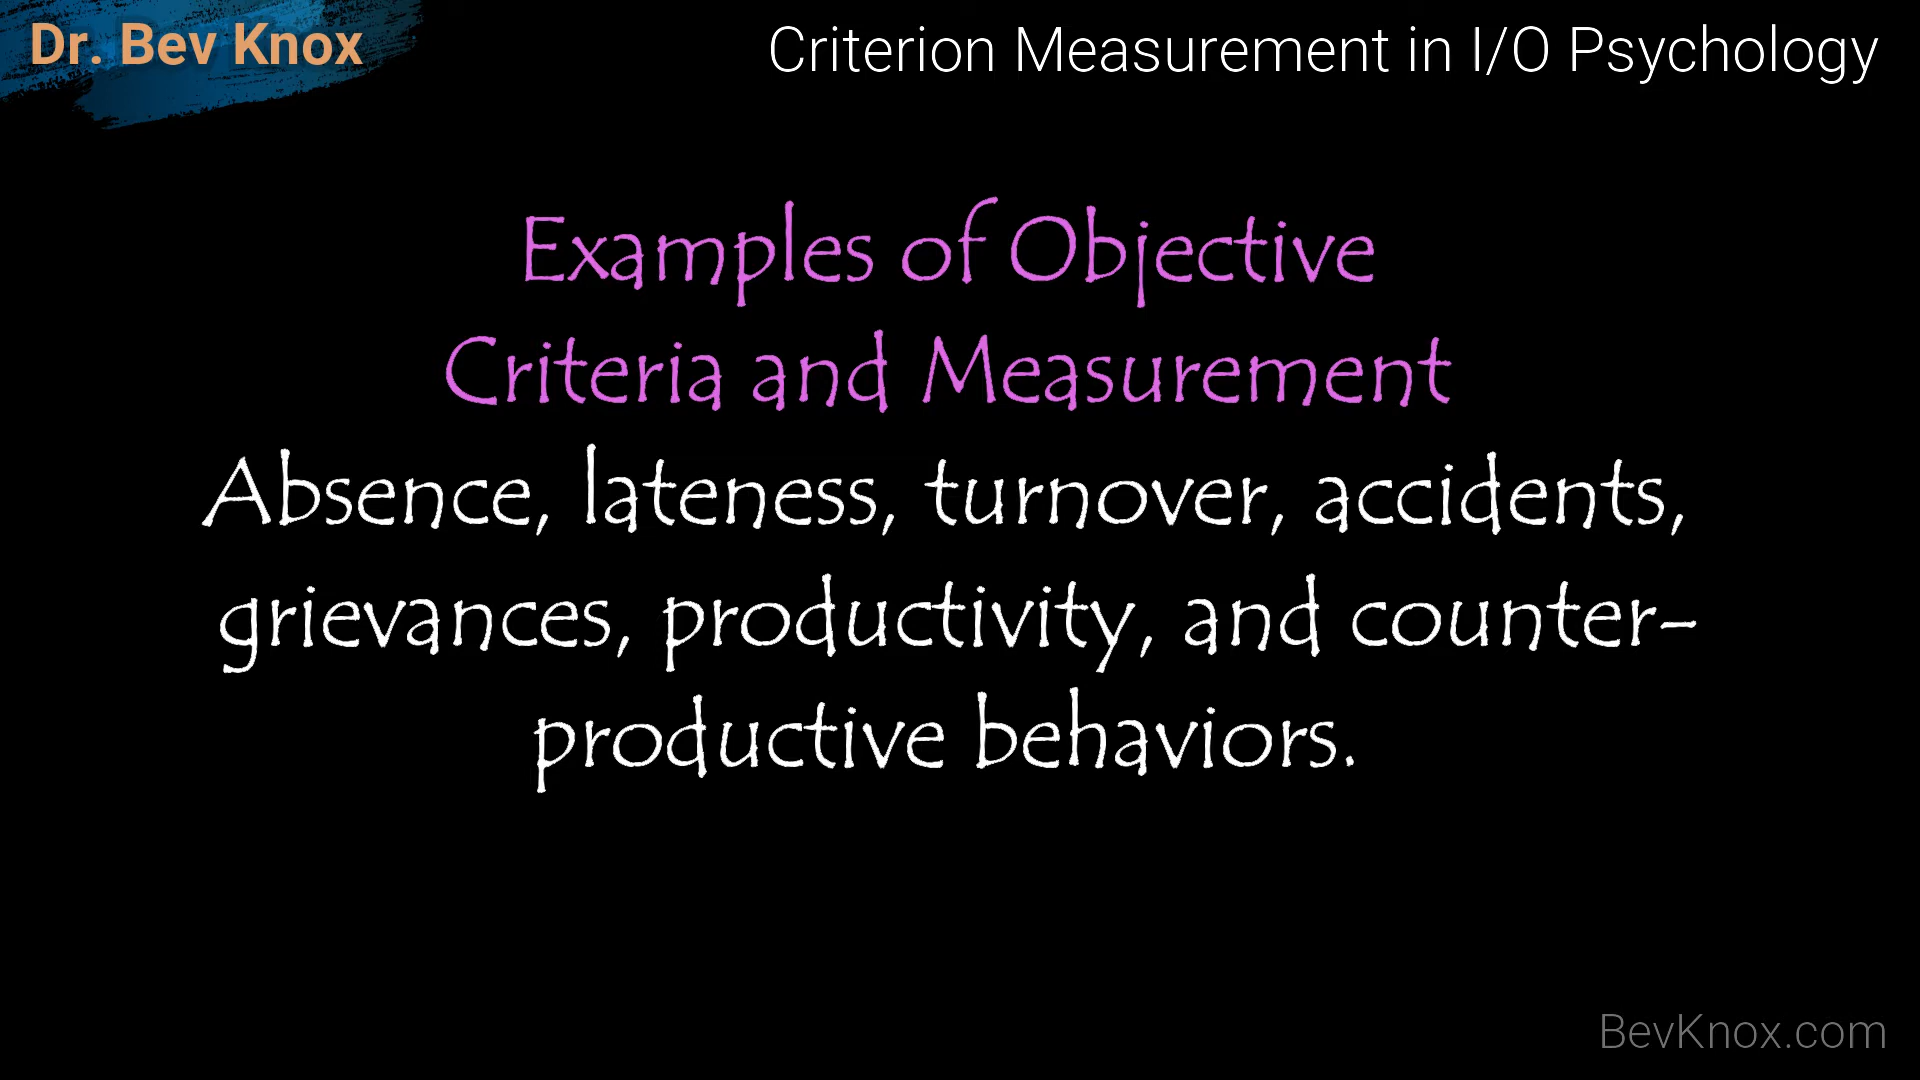 Dr. Bev Knox
Criterion Measurement in I/O Psychology
Examples of Objective
Criteria and Measurement
Absence, lateness, turnover, accidents,
grievances, productivity, and counter-
productive behaviors.
BevKnox.com